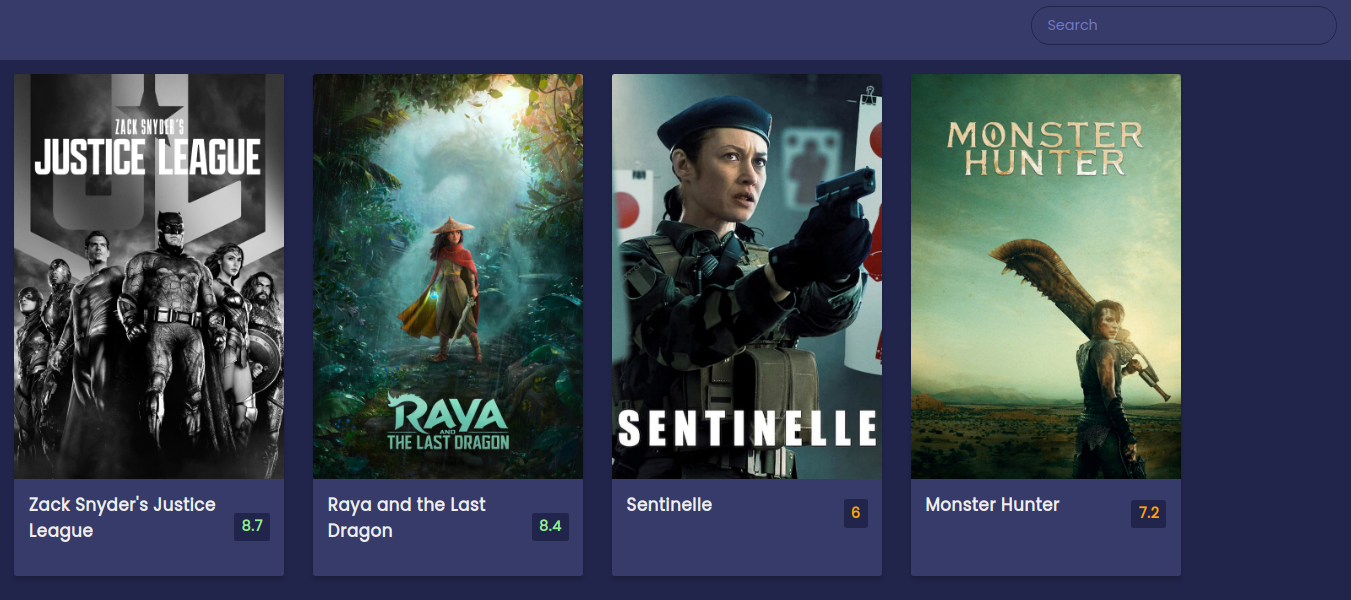 Search
ZACK SNYDER'S
JUSTICE LEAGUE
RAYA
AND
THE LAST DRAGON
SENTINELLE
MONSTER
HUNTER
Zack Snyder's Justice
League
8.7
Raya and the Last
Dragon
8.4
Sentinelle
6
Monster Hunter
7.2